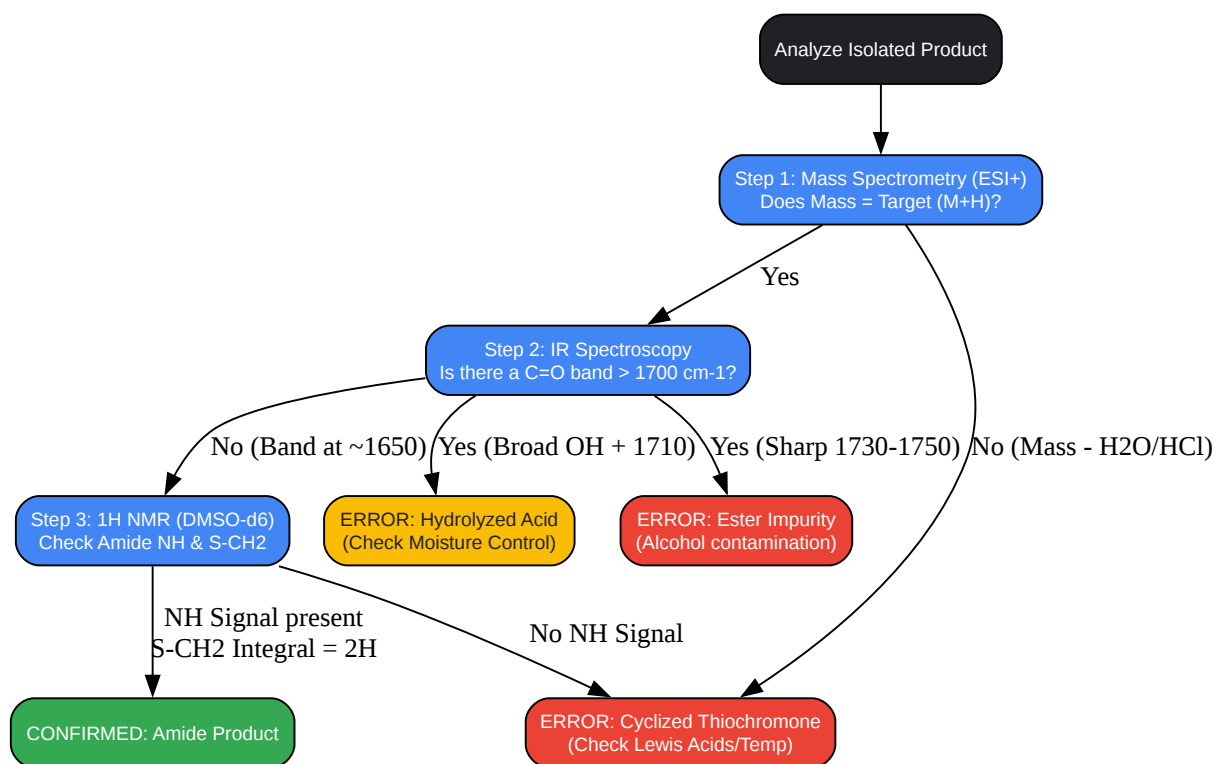 Analyze Isolated Product
Step 1: Mass Spectrometry (ESI+)
Does Mass = Target (M+H)?
Yes
Step 2: IR Spectroscopy
Is there a C=O band > 1700 cm-1?
No (Band at ~1650)
Yes (Broad OH + 1710)
Yes (Sharp 1730-1750)
No (Mass - H2O/HCl)
Step 3: 1H NMR (DMSO-d6)
Check Amide NH & S-CH2
ERROR: Hydrolyzed Acid
(Check Moisture Control)
ERROR: Ester Impurity
(Alcohol contamination)
NH Signal present
S-CH2 Integral = 2H
No NH Signal
CONFIRMED: Amide Product
ERROR: Cyclized Thiochromone
(Check Lewis Acids/Temp)